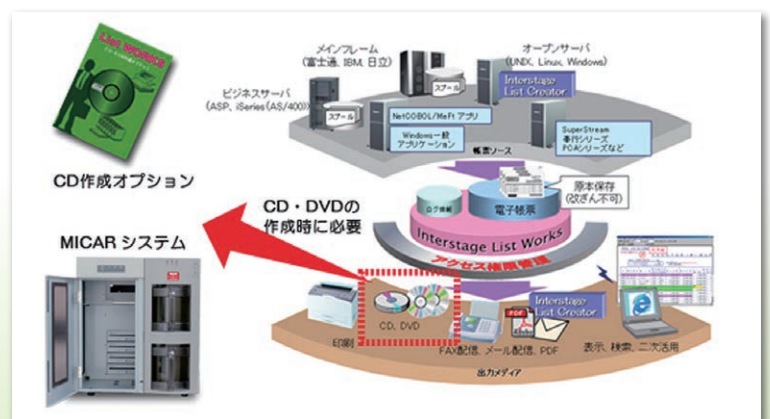 List WORKS
CD作成オプション
MICAR システム
CD・DVDの
作成時に必要
メインフレーム
(富士通、IBM、日立)
オープンサーバ
(UNIX, Linux, Windows)
ビジネスサーバ
(ASP, iSeries(AS/400))
スプール
スプール
Interstage
List Creator
NetCOBOL/MeFt アプリ
Windows一般
アプリケーション
SuperStream
奉行シリーズ
PCAシリーズなど
帳票ソース
ログ情報
電子帳票
原本保存
(改ざん不可)
Interstage List Works
アクセス権限管理
印刷
CD, DVD
Interstage
List Creator
PDF
Adobe
FAX配信、メール配信、PDF
表示、検索、二次活用
出力メディア